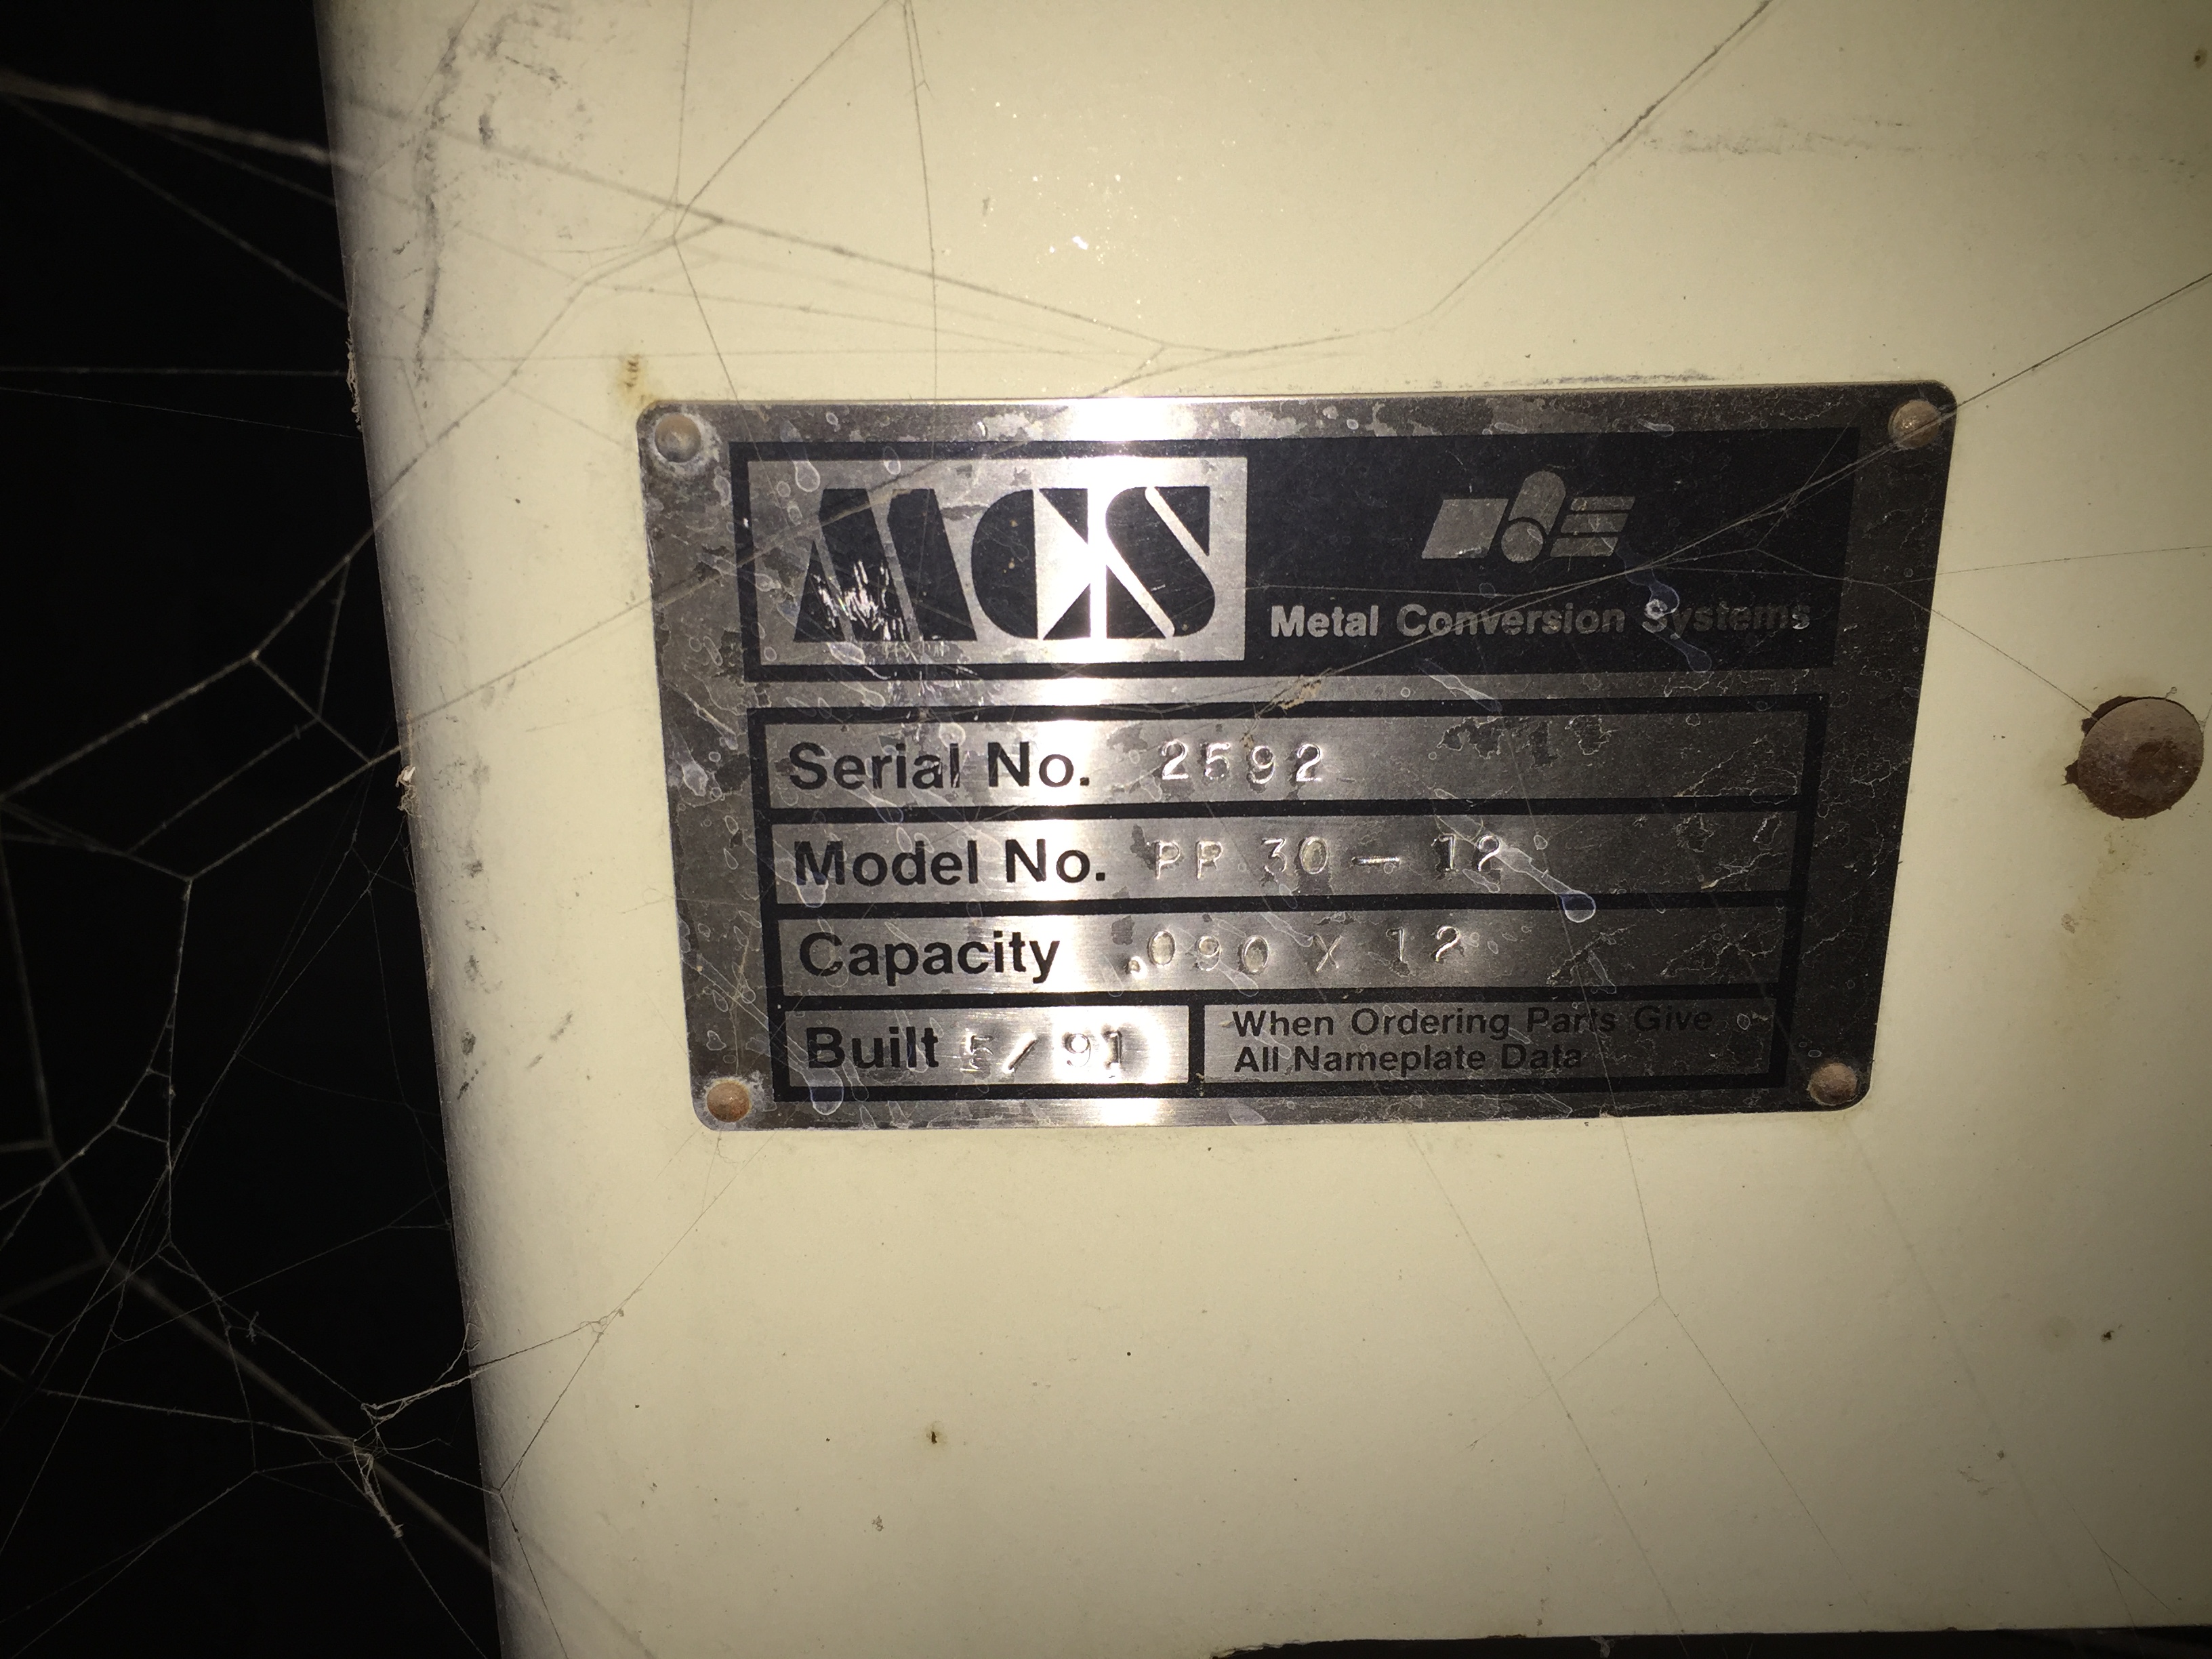 MCS
Metal Conversion Systems
Serial No. 2592
Model No. PF 30 - 12
Capacity .090 X 12
Built 5/91
When Ordering Parts Give
All Nameplate Data